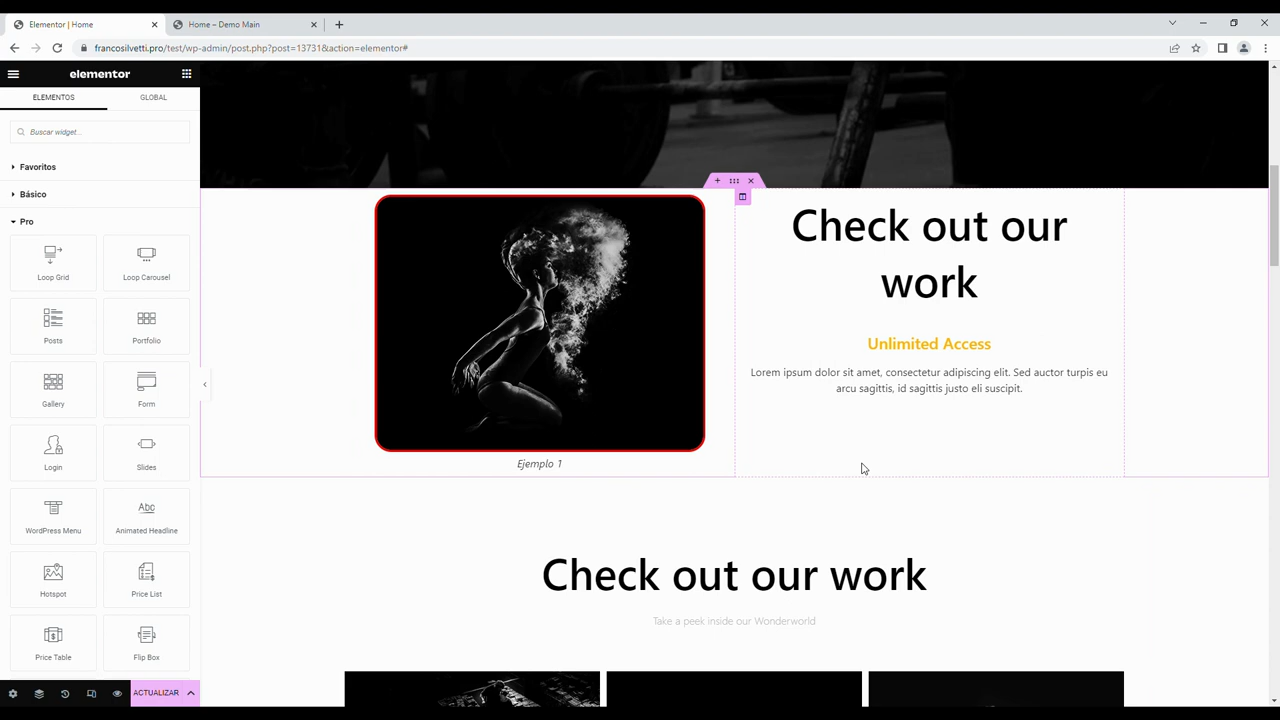 Elementor | Home
Home – Demo Main
francosilvetti.pro/test/wp-admin/post.php?post=13731&action=elementor#
elementor
ELEMENTOS
GLOBAL
Buscar widget...
Favoritos
Básico
Pro
Loop Grid
Loop Carousel
Posts
Portfolio
Gallery
Form
Login
Slides
WordPress Menu
Abc
Animated Headline
Hotspot
Price List
Price Table
Flip Box
ACTUALIZAR
Ejemplo 1
Check out our
work
Unlimited Access
Lorem ipsum dolor sit amet, consectetur adipiscing elit. Sed auctor turpis eu
arcu sagittis, id sagittis justo eli suscipit.
Check out our work
Take a peek inside our Wonderworld